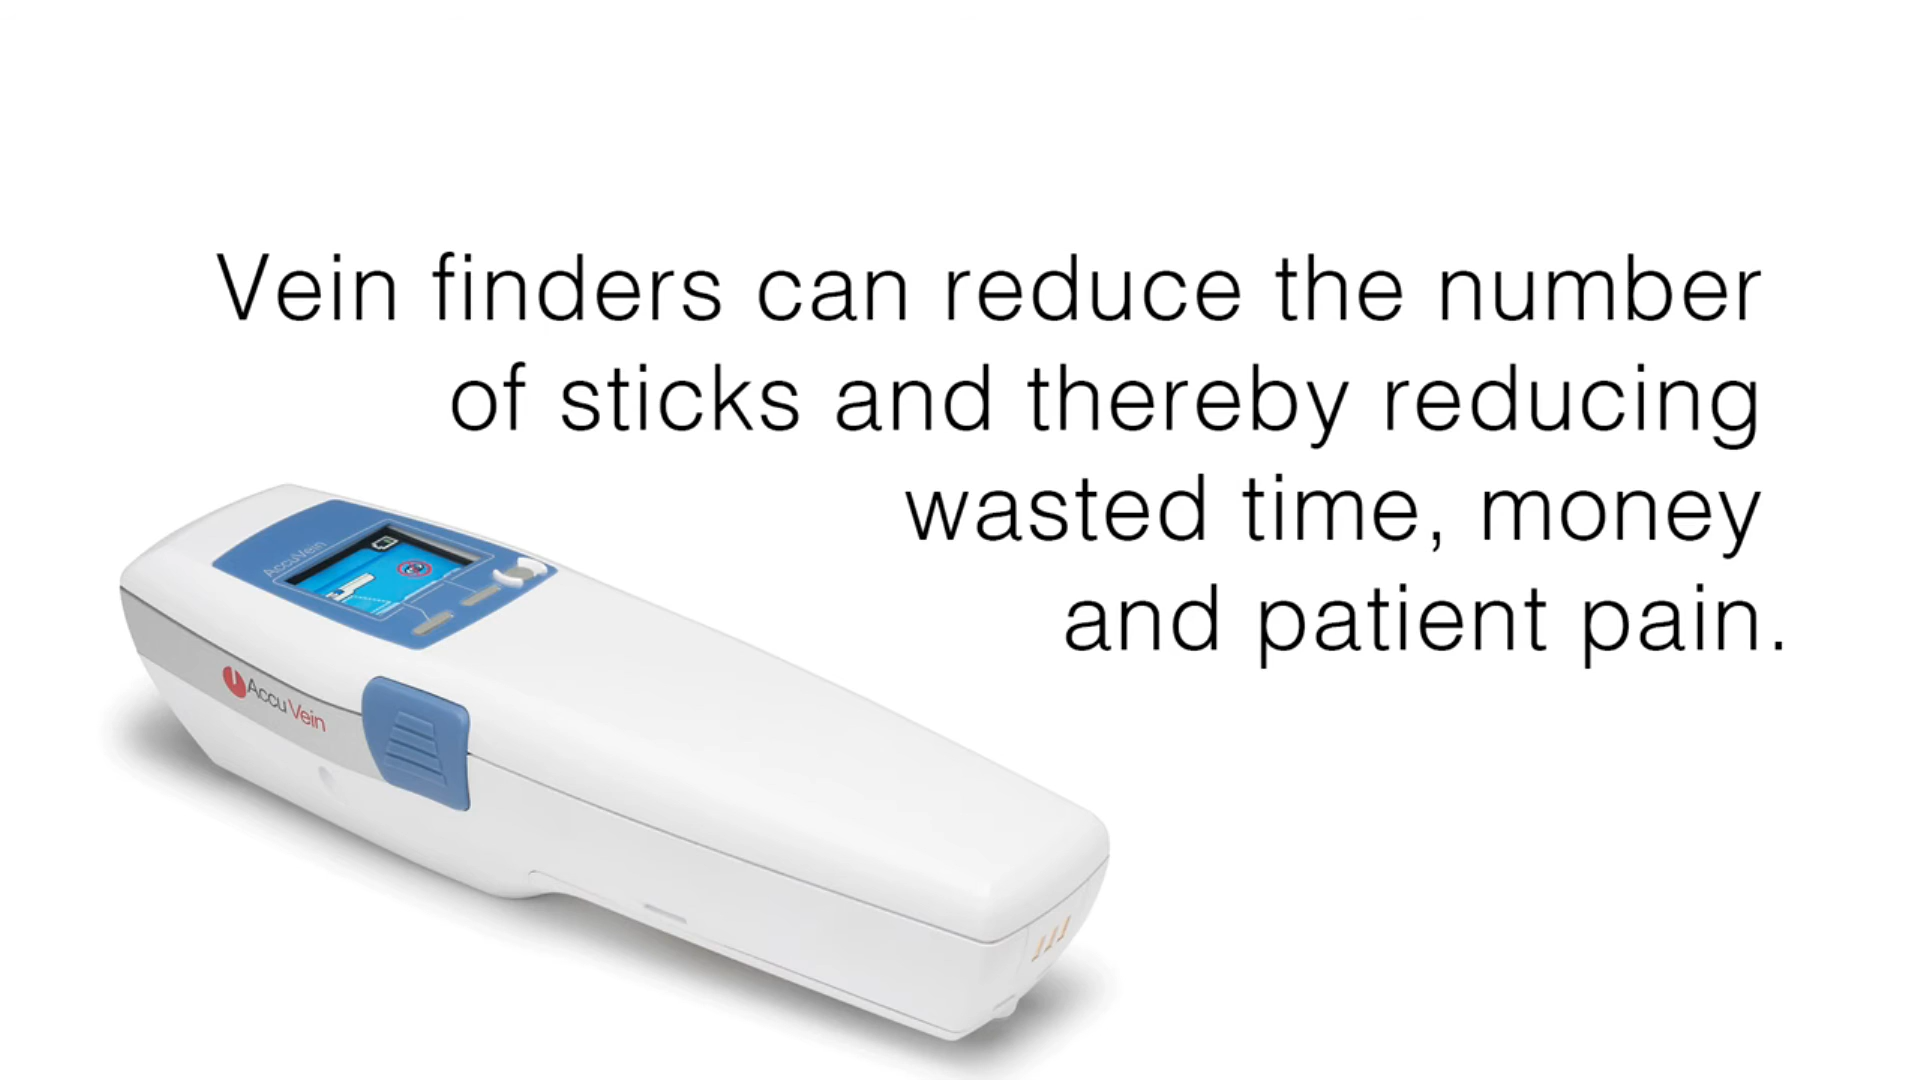 Vein finders can reduce the number
of sticks and thereby reducing
wasted time, money
and patient pain.
AccuVein
AccuVein